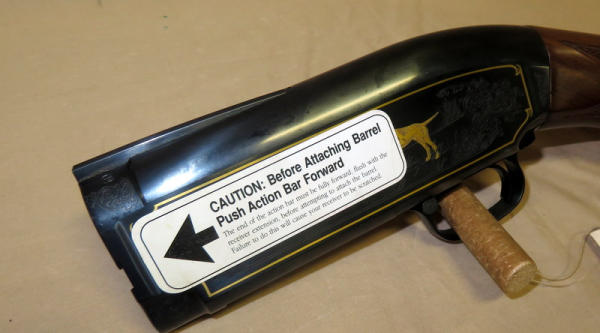 CAUTION: Before Attaching Barrel
Push Action Bar Forward
The end of the action bar must be fully forward, flush with the
receiver extension, before attempting to attach the barrel.
Failure to do this will cause your receiver to be scratched.